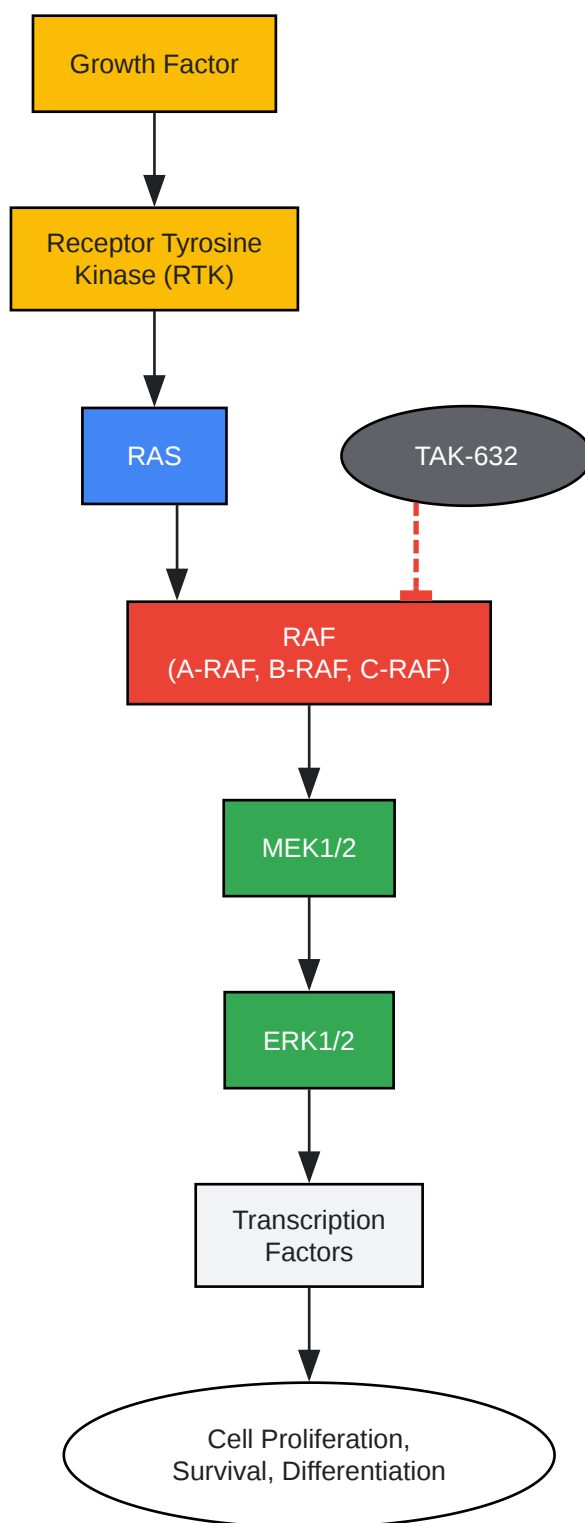 Growth Factor
Receptor Tyrosine
Kinase (RTK)
RAS
TAK-632
RAF
(A-RAF, B-RAF, C-RAF)
MEK1/2
ERK1/2
Transcription
Factors
Cell Proliferation,
Survival, Differentiation